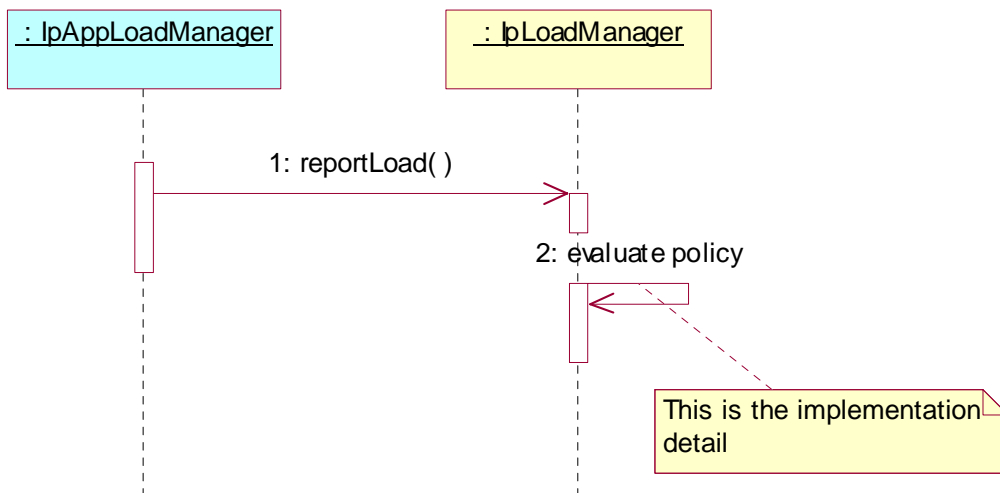 : IpAppLoadManager
: IpLoadManager
1: reportLoad( )
2: evaluate policy
This is the implementation
detail